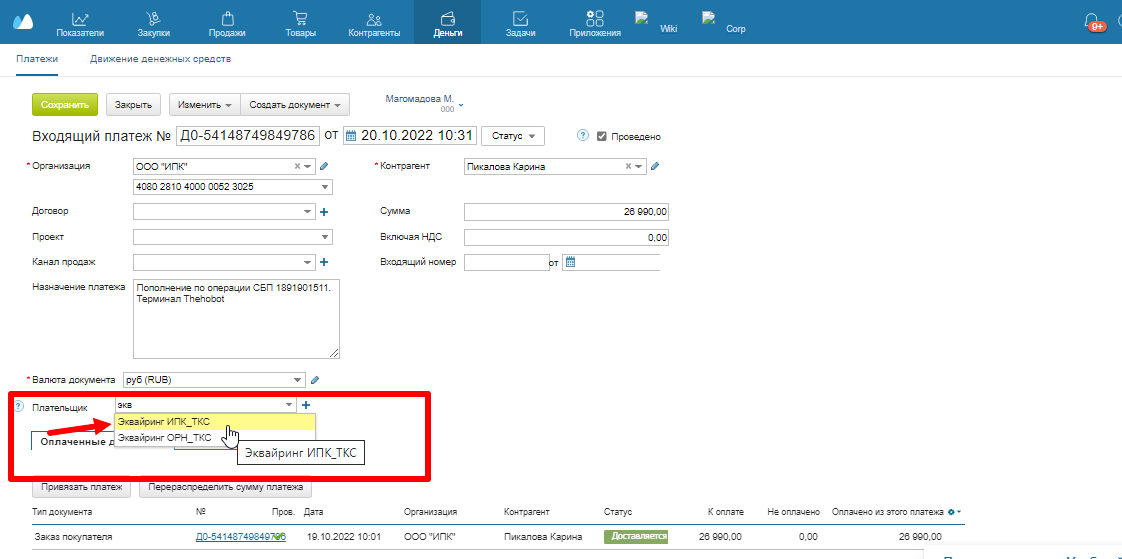 Показатели Закупки Продажи Товары Контрагенты Деньги Задачи Приложения Wiki Corp 9+
Платежи Движение денежных средств
Сохранить Закрыть Изменить Создать документ Магомадова М.
000
Входящий платеж № Д0-54148749849786 от 20.10.2022 10:31 Статус ? Проведено
* Организация ООО "ИПК" * Контрагент Пикалова Карина
4080 2810 4000 0052 3025
Договор Сумма 26 990,00
Проект Включая НДС 0,00
Канал продаж Входящий номер от
Назначение платежа Пополнение по операции СБП 1891901511.
Терминал Thehobot
* Валюта документа руб (RUB)
? Плательщик экв
Эквайринг ИПК_ТКС
Эквайринг ОРН_ТКС
Оплаченные д
Эквайринг ИПК_ТКС
Привязать платеж Перераспределить сумму платежа
Тип документа № Пров. Дата Организация Контрагент Статус К оплате Не оплачено Оплачено из этого платежа
Заказ покупателя Д0-54148749849786 19.10.2022 10:01 ООО "ИПК" Пикалова Карина Доставляется 26 990,00 0,00 26 990,00